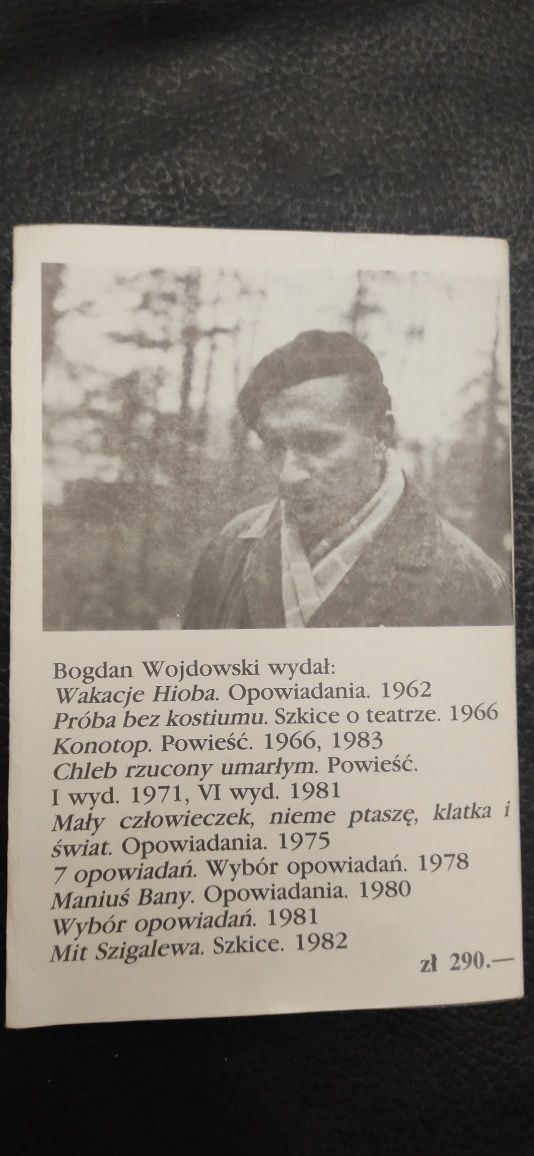 Bogdan Wojdowski wydał:
Wakacje Hioba. Opowiadania. 1962
Próba bez kostiumu. Szkice o teatrze. 1966
Konotop. Powieść. 1966, 1983
Chleb rzucony umarłym. Powieść.
I wyd. 1971, VI wyd. 1981
Mały człowieczek, nieme ptaszę, klatka i
świat. Opowiadania. 1975
7 opowiadań. Wybór opowiadań. 1978
Maniuś Bany. Opowiadania. 1980
Wybór opowiadań. 1981
Mit Szigalewa. Szkice. 1982
zł 290.—